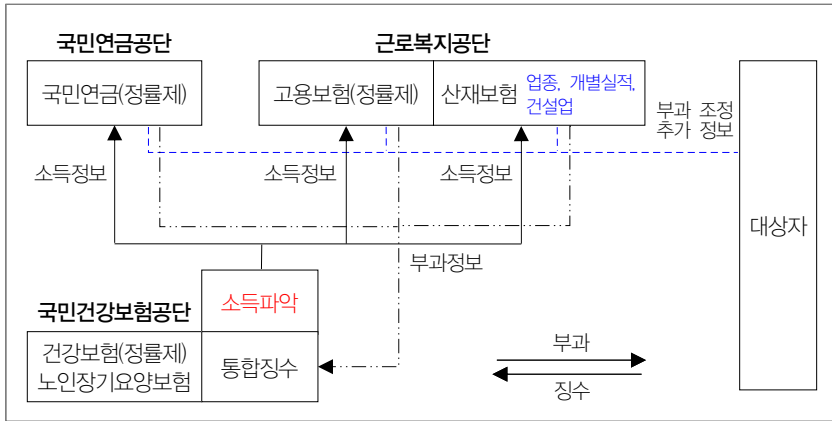 국민연금공단
근로복지공단
국민연금(정률제)
고용보험(정률제)
산재보험
업종, 개별실적,
건설업
부과 조정
추가 정보
소득정보
소득정보
소득정보
대상자
부과정보
소득파악
국민건강보험공단
건강보험(정률제)
노인장기요양보험
통합징수
부과
징수